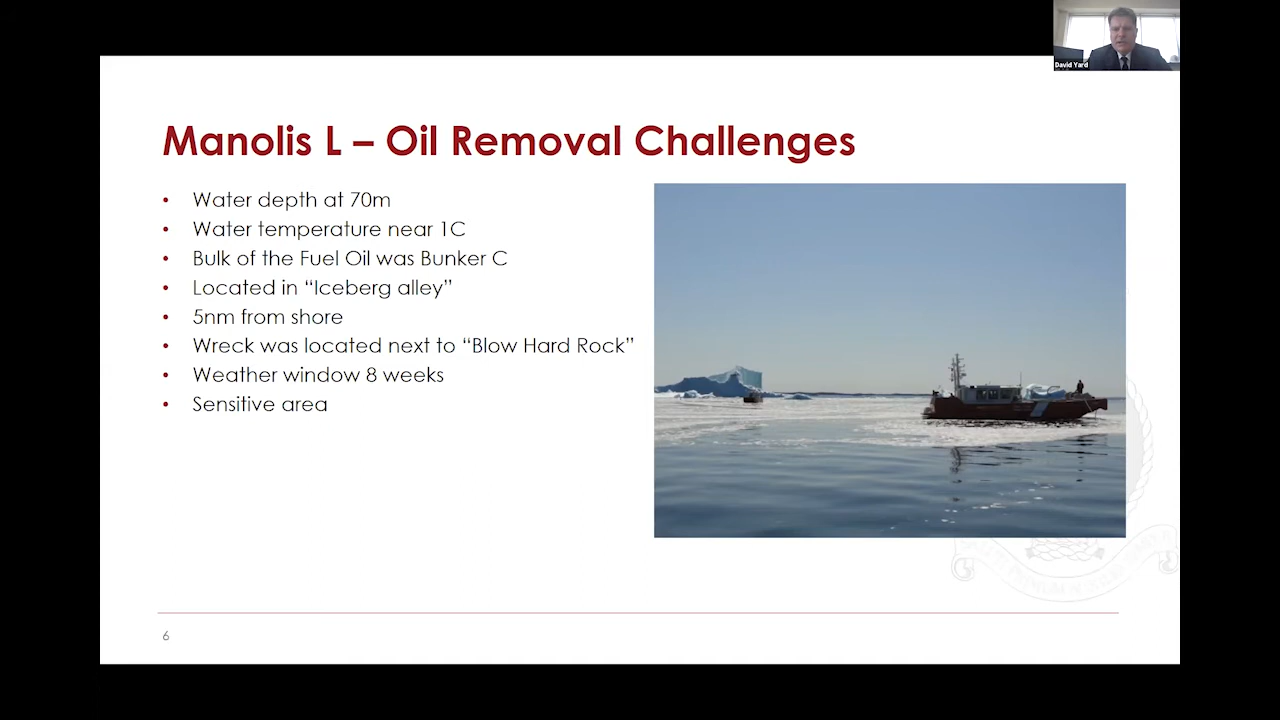 David Yard
Manolis L – Oil Removal Challenges
• Water depth at 70m
• Water temperature near 1C
• Bulk of the Fuel Oil was Bunker C
• Located in “Iceberg alley”
• 5nm from shore
• Wreck was located next to “Blow Hard Rock”
• Weather window 8 weeks
• Sensitive area
6